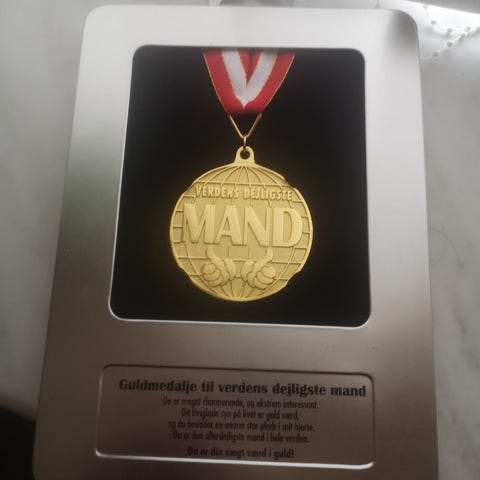 VERDENS DEJLIGSTE
MAND
Guldmedalje til verdens dejligste mand
Du er meget charmerende, og ekstrem interessant.
Dit livsglade syn på livet er guld værd,
og du besidder en enorm stor plads i mit hjerte.
Du er den allerdejligste mand i hele verden.
Du er din vægt værd i guld!